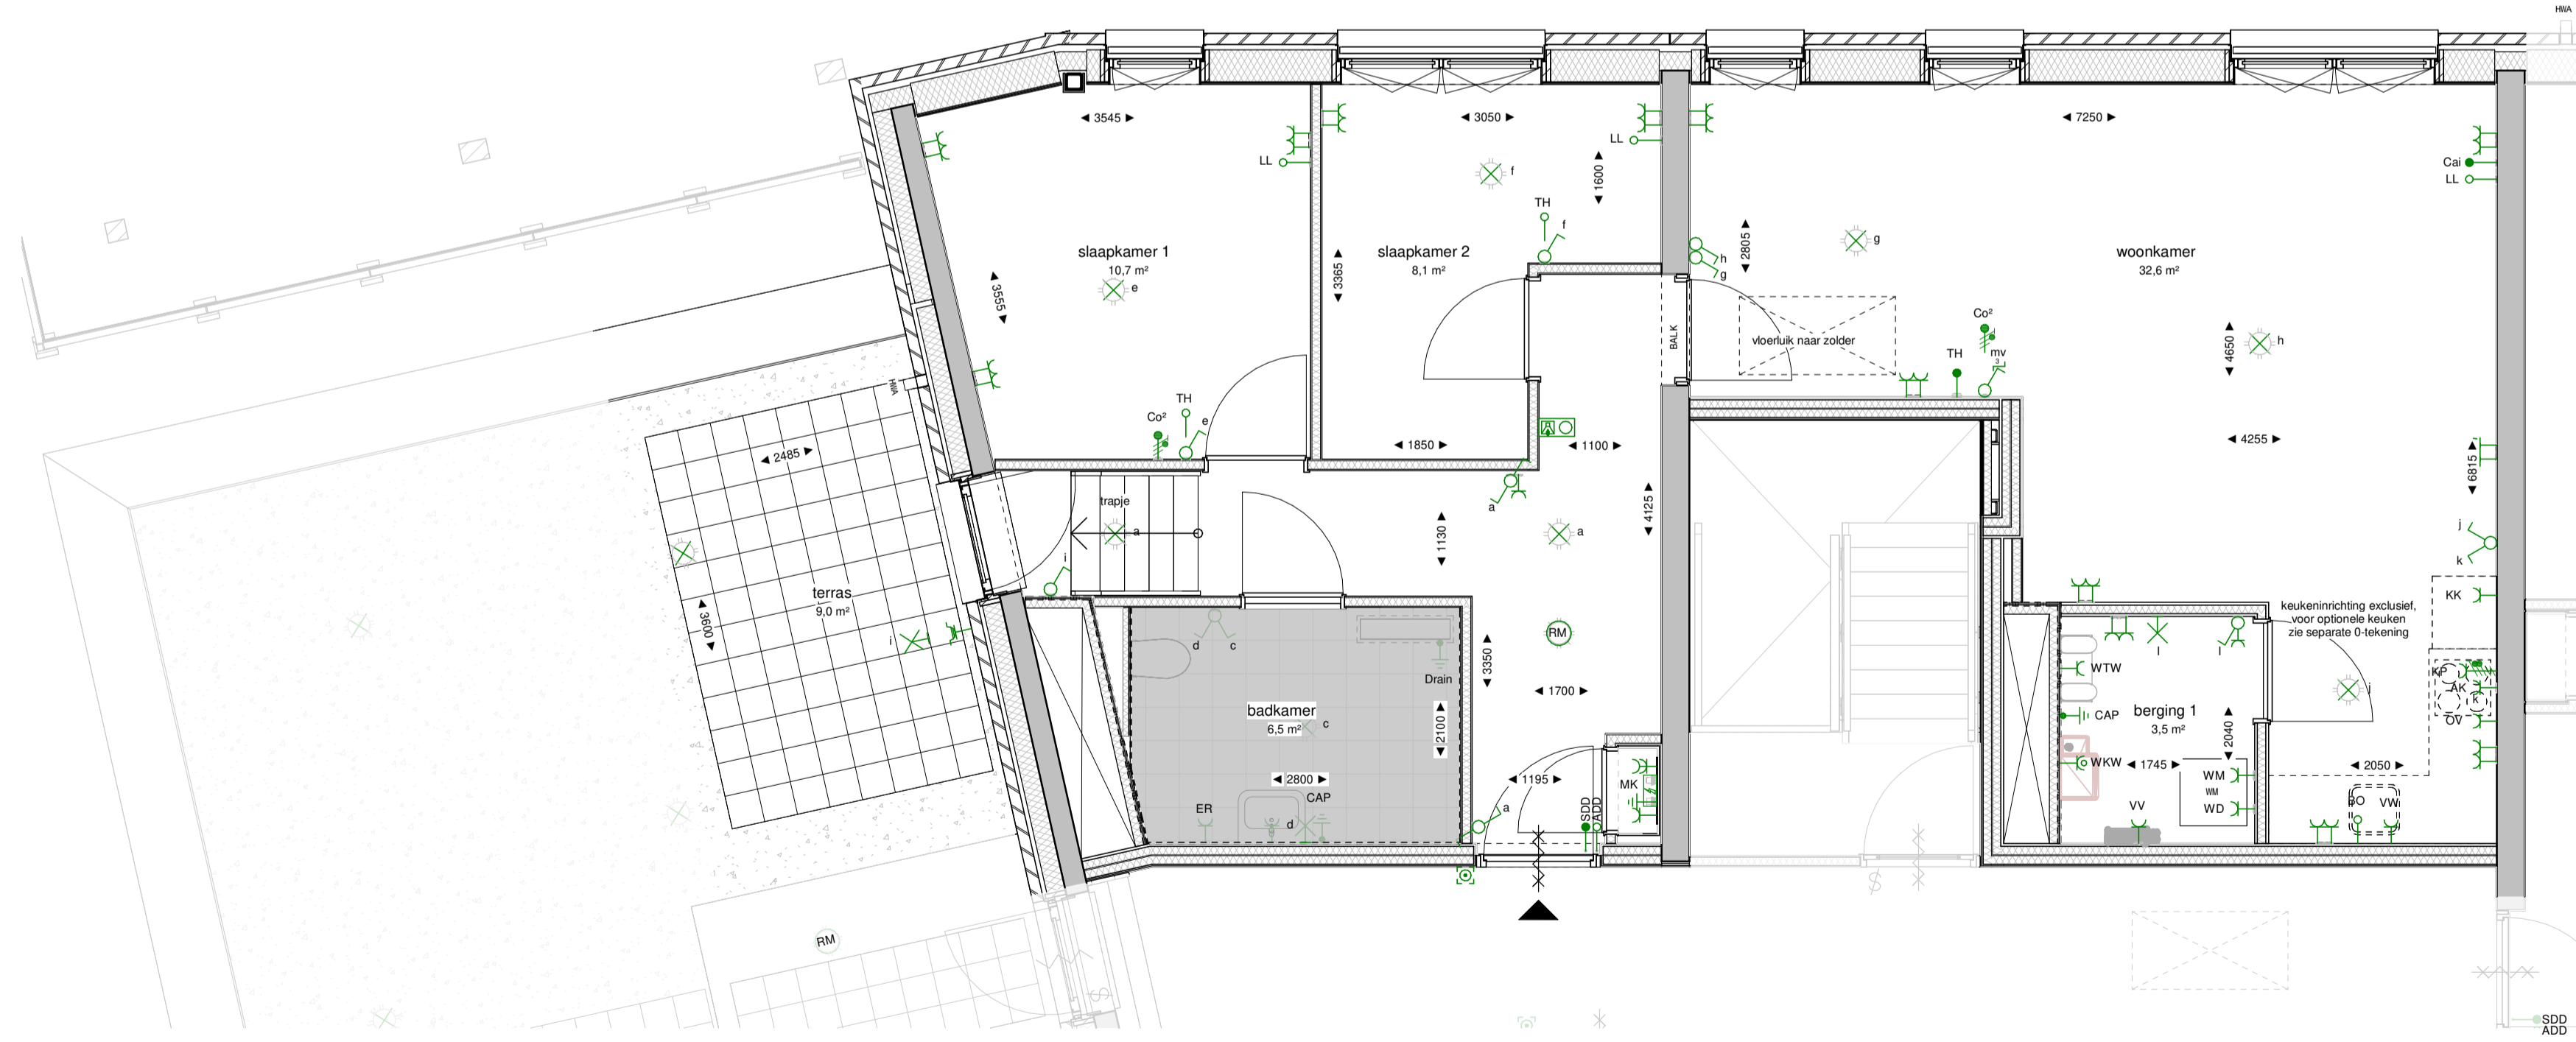 HWA
3545
3050
7250
LL
LL
Cai
LL
f
1600
TH
f
slaapkamer 1
10,7 m²
e
slaapkamer 2
8,1 m²
3365
3555
h
g
2805
g
woonkamer
32,6 m²
BALK
vloerluik naar zolder
Co²
mv
3
TH
4650
h
HWA
TH
Co²
e
1850
1100
4255
6815
2485
trapje
a
a
a
4125
1130
i
j
k
terras
9,0 m²
3600
i
KK
keukeninrichting exclusief,
voor optionele keuken
zie separate 0-tekening
d
c
Drain
RM
3350
1700
l
l
WTW
KP
AK
k
OV
j
badkamer
6,5 m²
c
2100
CAP
berging 1
3,5 m²
2040
2800
CAP
ER
d
1195
MK
a
SDD
ADD
WKW
1745
WM
WM
WD
VV
2050
BO
VW
RM
SDD
ADD